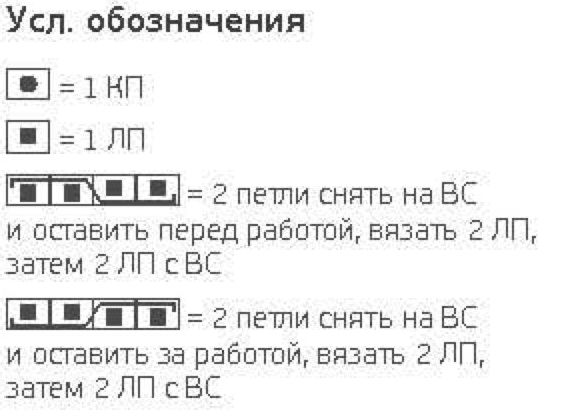 Усл. обозначения
= 1 КП
= 1 ЛП
= 2 петли снять на ВС
и оставить перед работой, вязать 2 ЛП,
затем 2 ЛП с ВС
= 2 петли снять на ВС
и оставить за работой, вязать 2 ЛП,
затем 2 ЛП с ВС